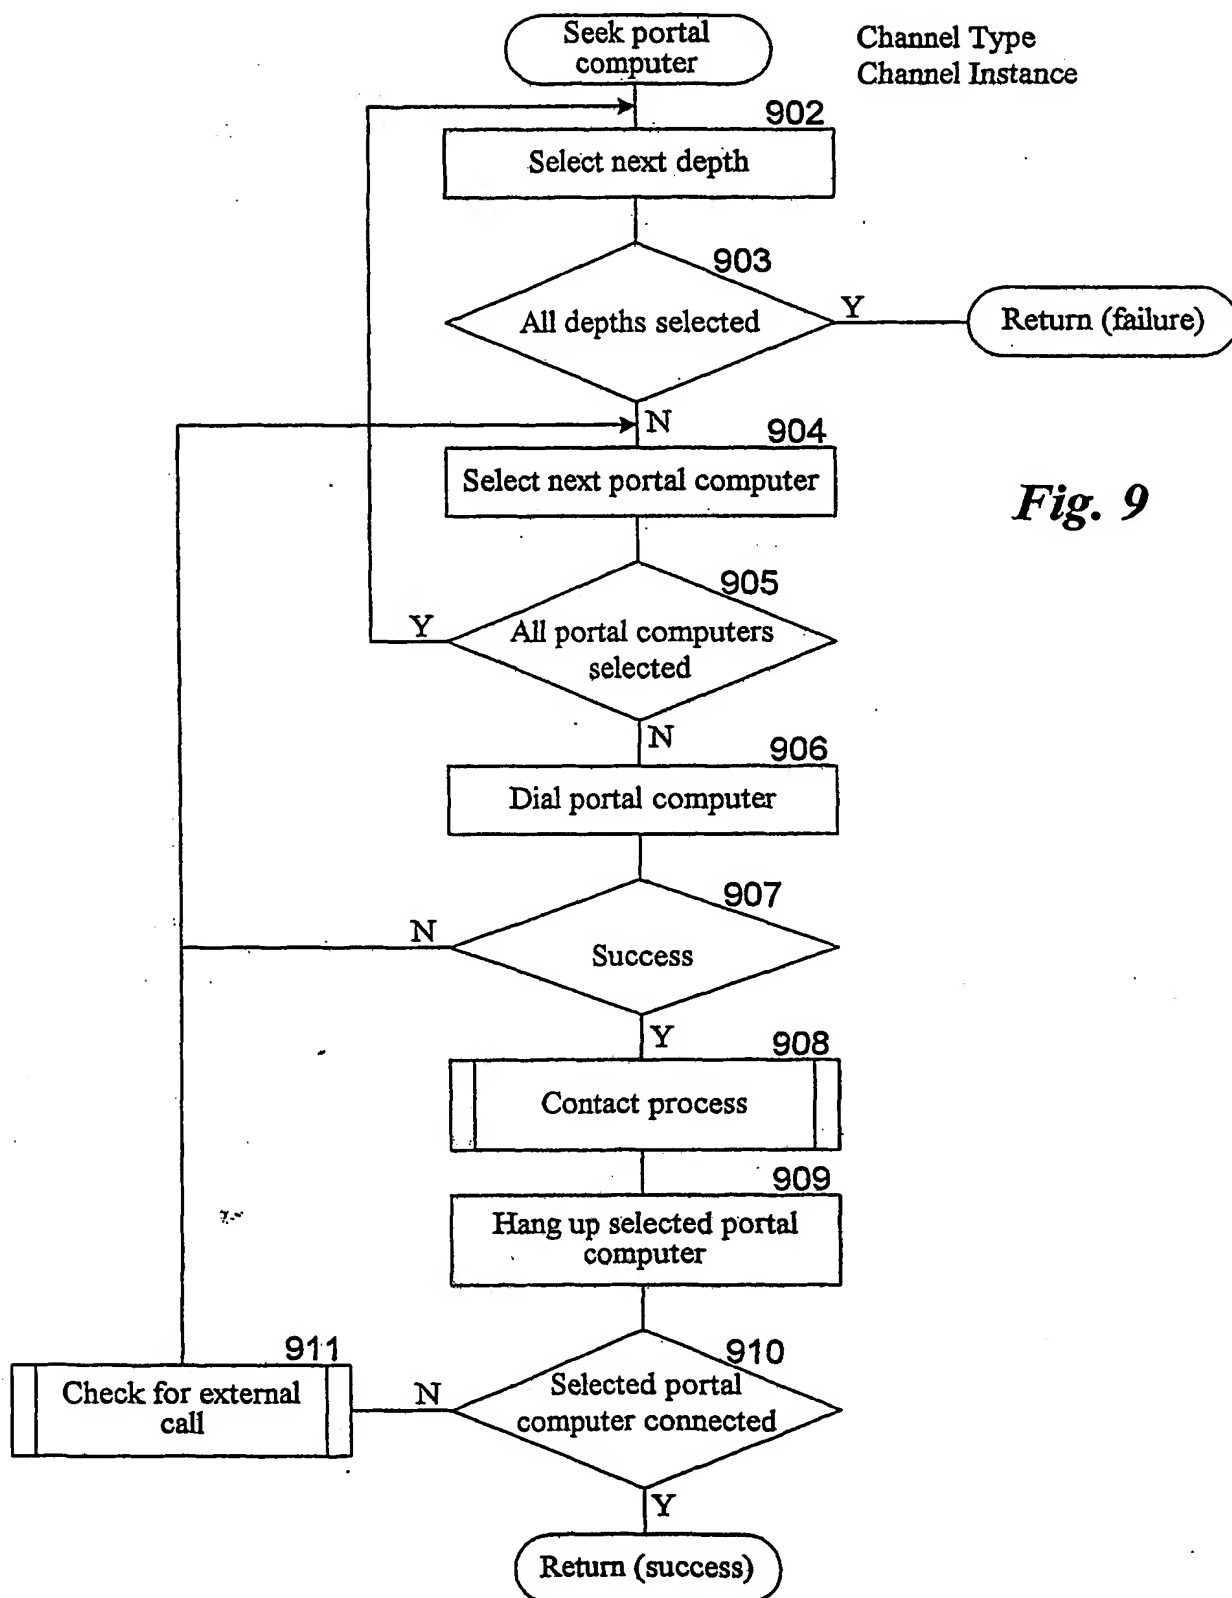 Seek portal
computer
Channel Type
Channel Instance
902
Select next depth
903
All depths selected
Y
Return (failure)
N
904
Select next portal computer
Fig. 9
905
Y
All portal computers
selected
N
906
Dial portal computer
907
N
Success
Y
908
Contact process
909
Hang up selected portal
computer
911
Check for external
call
N
910
Selected portal
computer connected
Y
Return (success)